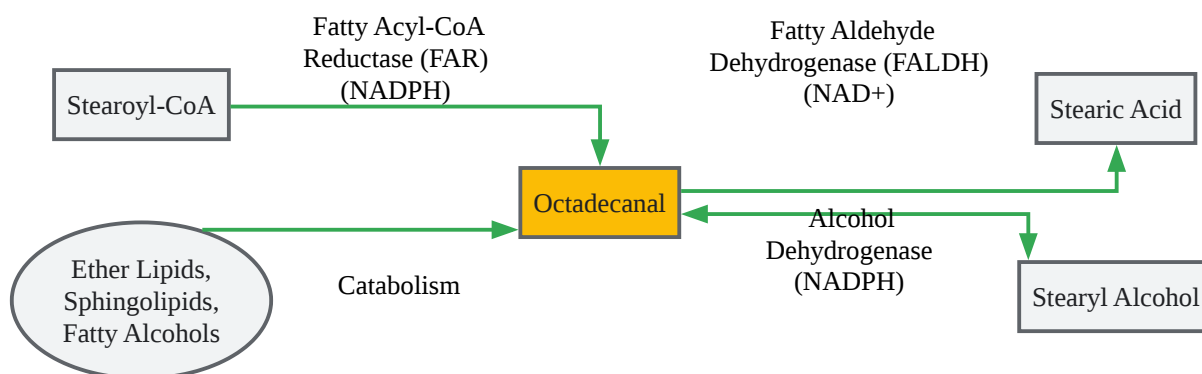 Fatty Acyl-CoA
Reductase (FAR)
(NADPH)
Fatty Aldehyde
Dehydrogenase (FALDH)
(NAD+)
Stearoyl-CoA
Stearic Acid
Octadecanal
Alcohol
Dehydrogenase
(NADPH)
Ether Lipids,
Sphingolipids,
Fatty Alcohols
Catabolism
Stearyl Alcohol